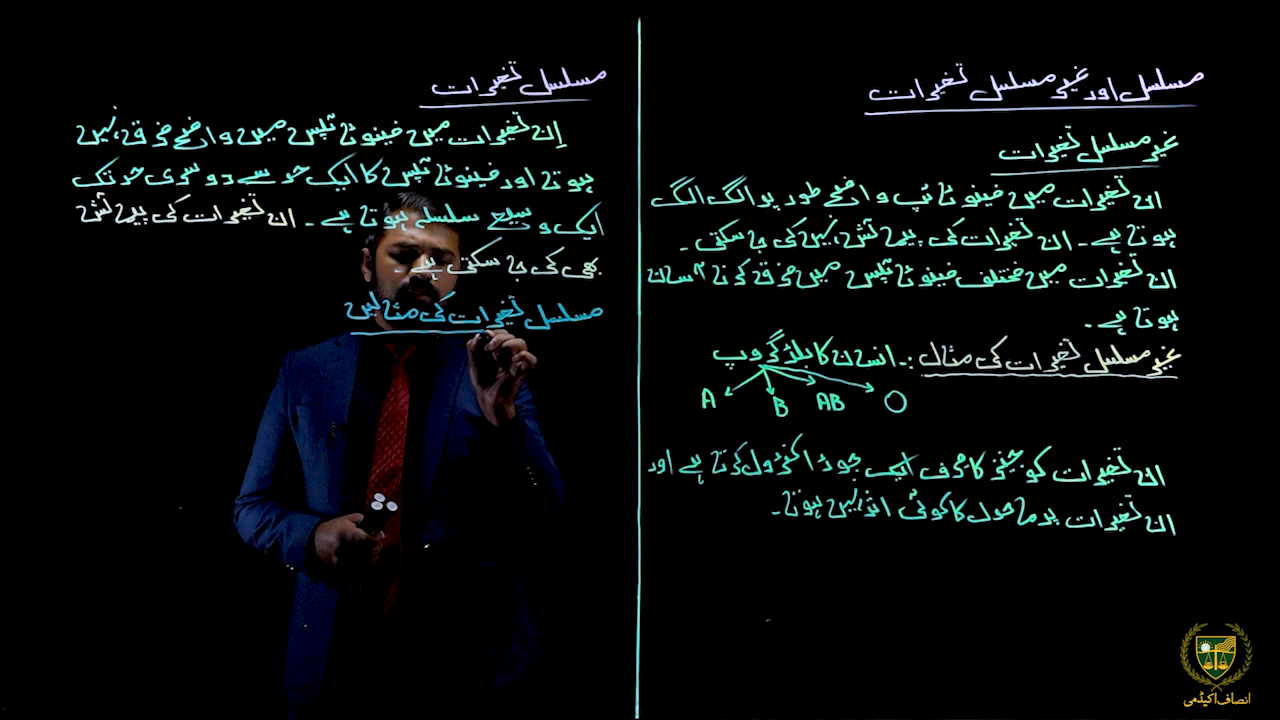 مسلسل اور غیر مسلسل تغیرات
غیر مسلسل تغیرات
ان تغیرات میں فینوٹائپ واضح طور پر الگ الگ
ہوتا ہے۔ ان تغیرات کی پیمائش نہیں کی جا سکتی۔
ان تغیرات میں مختلف فینوٹائپس میں فرق کرنا آسان
ہوتا ہے۔
غیر مسلسل تغیرات کی مثال :۔ انسان کا بلڈ گروپ
A B AB O
ان تغیرات کو جینز کا صرف ایک جوڑا کنٹرول کرتا ہے اور
ان تغیرات پر ماحول کا کوئی اثر نہیں ہوتا۔
مسلسل تغیرات
اِن تغیرات میں فینوٹائپس میں واضح فرق نہیں
ہوتا اور فینوٹائپس کا ایک حد سے دوسری حد تک
ایک وسیع سلسلہ ہوتا ہے۔ ان تغیرات کی پیمائش
بھی کی جا سکتی ہے۔
مسلسل تغیرات کی مثالیں
انصاف اکیڈمی